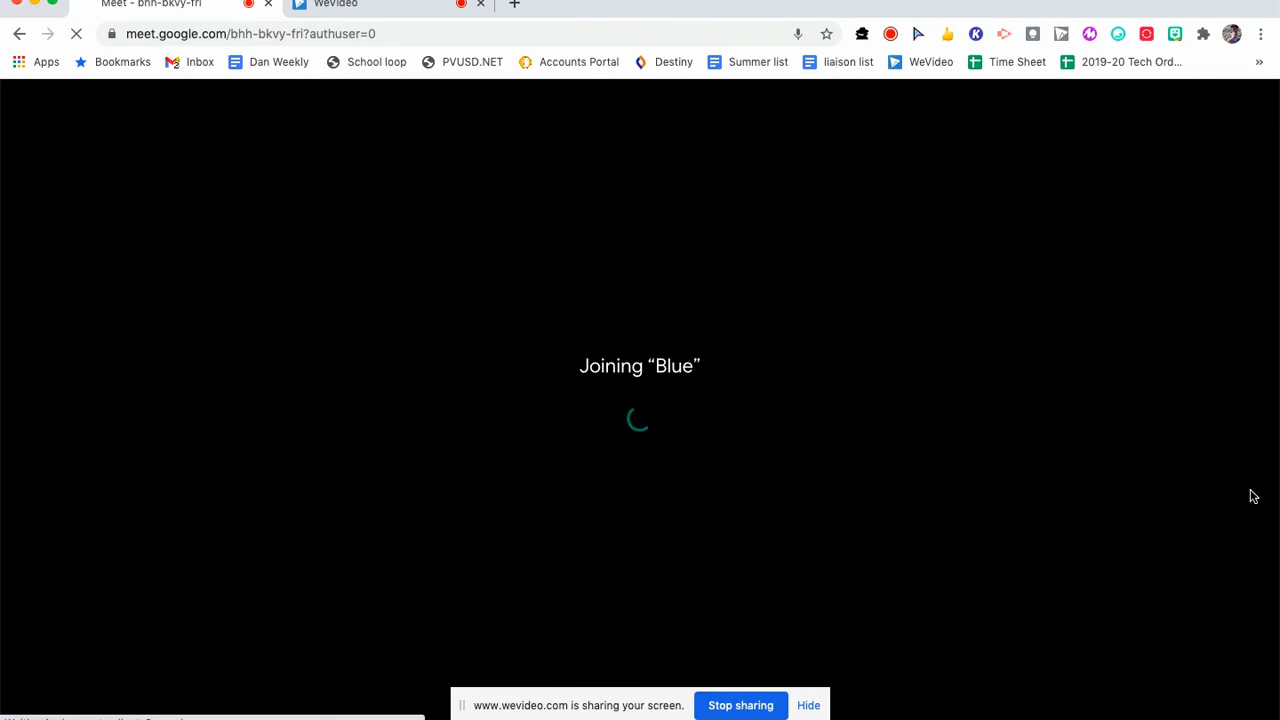 Meet - bhh-bkvy-fri
WeVideo
meet.google.com/bhh-bkvy-fri?authuser=0
Apps Bookmarks Inbox Dan Weekly School loop PVUSD.NET Accounts Portal Destiny Summer list liaison list WeVideo Time Sheet 2019-20 Tech Ord... »
Joining “Blue”
www.wevideo.com is sharing your screen. Stop sharing Hide